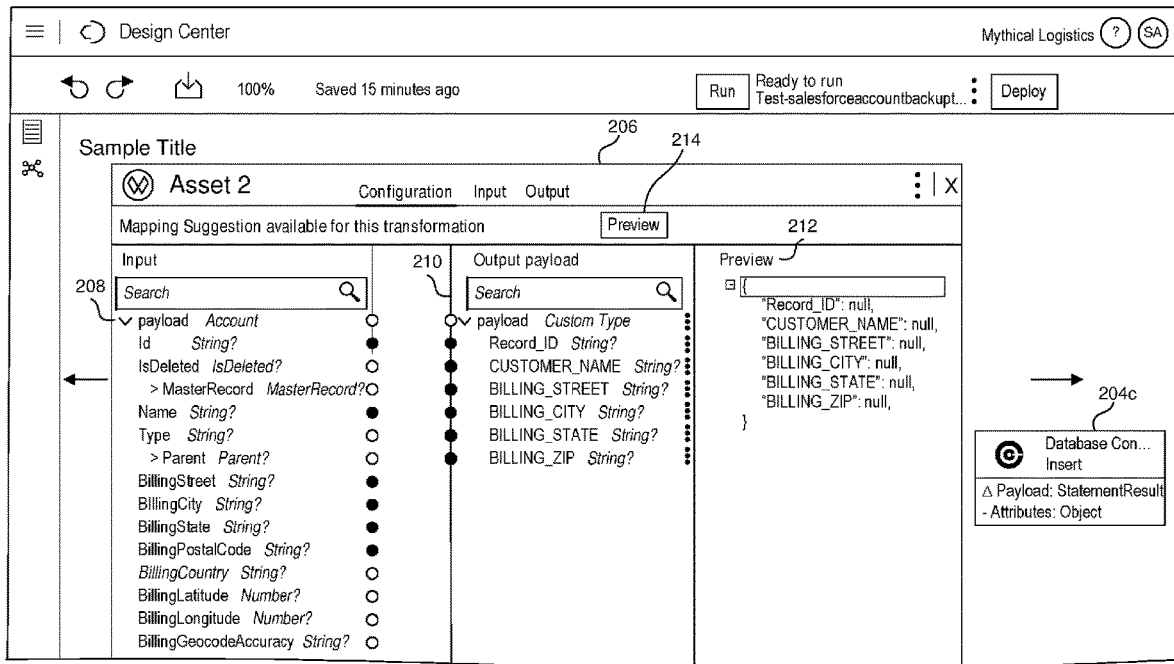 Design Center
Mythical Logistics ? SA
100% Saved 15 minutes ago
Run Ready to run Deploy
Test-salesforceaccountbackupt...
206
214
Sample Title
Asset 2 Configuration Input Output X
Mapping Suggestion available for this transformation Preview
212
Input
Search
208
payload Account
Id String?
IsDeleted IsDeleted?
> MasterRecord MasterRecord?
Name String?
Type String?
> Parent Parent?
BillingStreet String?
BIllingCity String?
BillingState String?
BillingPostalCode String?
BillingCountry String?
BillingLatitude Number?
BillingLongitude Number?
BillingGeocodeAccuracy String?
210
Output payload
Search
payload Custom Type
Record_ID String?
CUSTOMER_NAME String?
BILLING_STREET String?
BILLING_CITY String?
BILLING_STATE String?
BILLING_ZIP String?
Preview
{
"Record_ID": null,
"CUSTOMER_NAME": null,
"BILLING_STREET": null,
"BILLING_CITY": null,
"BILLING_STATE": null,
"BILLING_ZIP": null,
}
204c
Database Con...
Insert
Δ Payload: StatementResult
- Attributes: Object